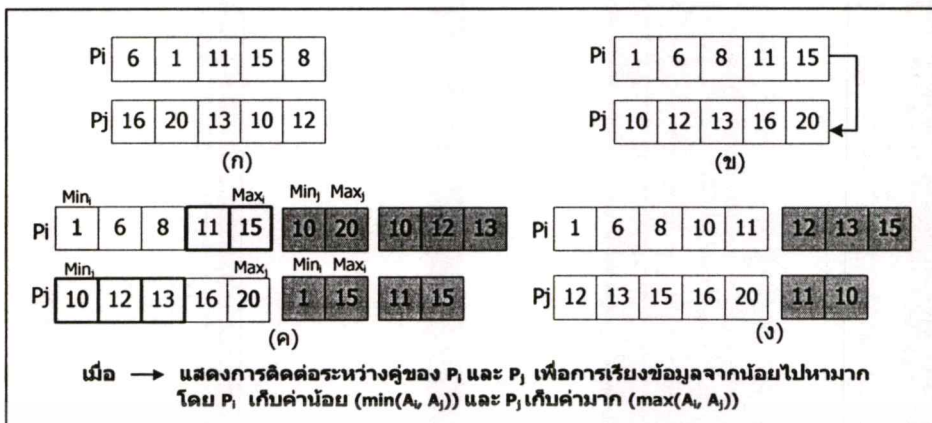 Pi 6 1 11 15 8
Pj 16 20 13 10 12
(ก)
Pi 1 6 8 11 15
Pj 10 12 13 16 20
(ข)
Mini Maxi Minj Maxj
Pi 1 6 8 11 15 10 20 10 12 13
Minj Maxj Mini Maxi
Pj 10 12 13 16 20 1 15 11 15
(ค)
Pi 1 6 8 10 11 12 13 15
Pj 12 13 15 16 20 11 10
(ง)
เมื่อ → แสดงการติดต่อระหว่างคู่ของ Pi และ Pj เพื่อการเรียงข้อมูลจากน้อยไปหามาก
โดย Pi เก็บค่าน้อย (min(Ai, Aj)) และ Pj เก็บค่ามาก (max(Ai, Aj))